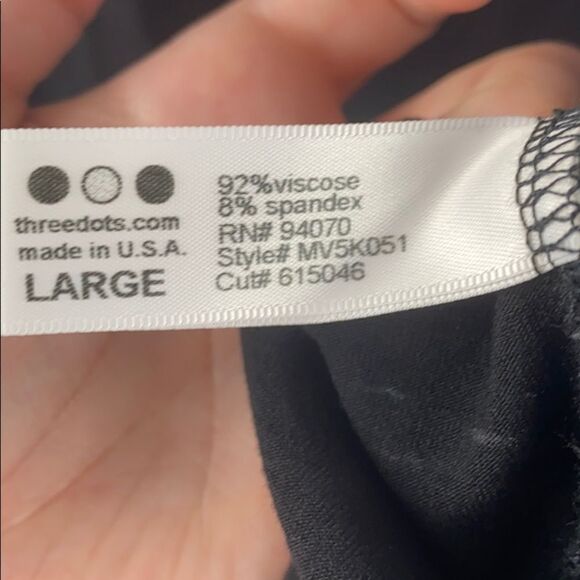 threedots.com
made in U.S.A.
LARGE
92%viscose
8% spandex
RN# 94070
Style# MV5K051
Cut# 615046